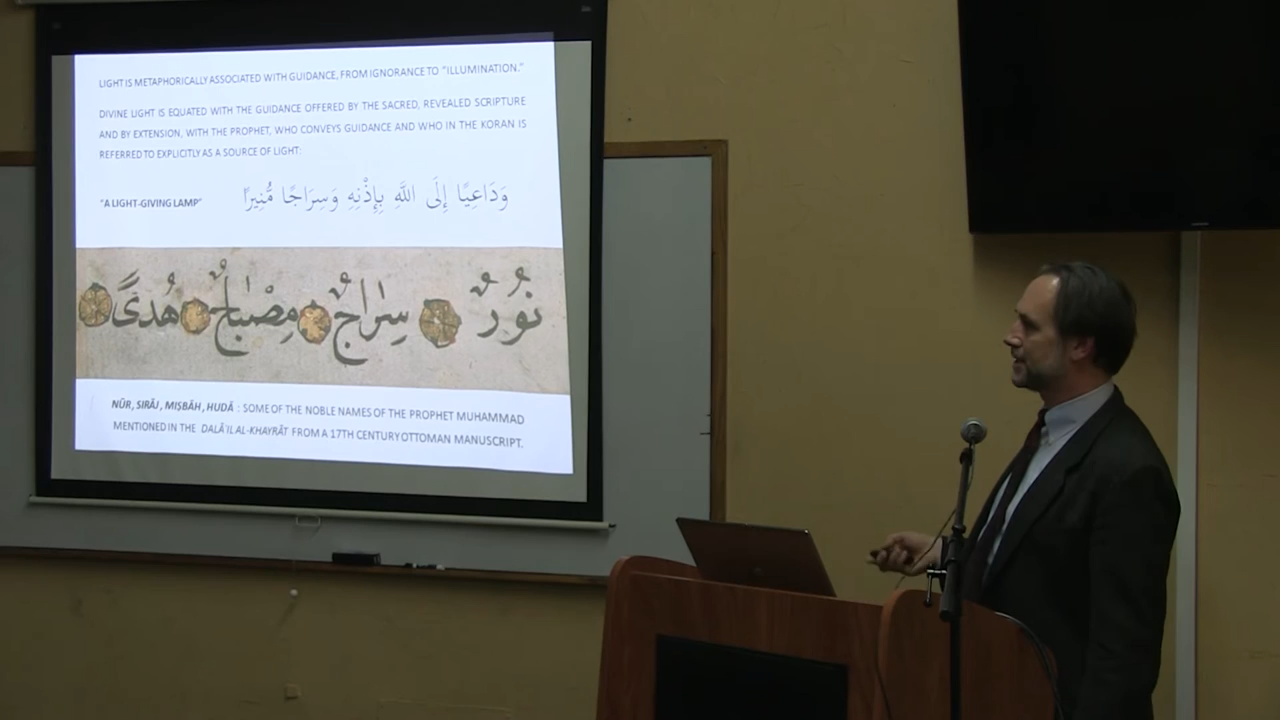 LIGHT IS METAPHORICALLY ASSOCIATED WITH GUIDANCE, FROM IGNORANCE TO "ILLUMINATION."
DIVINE LIGHT IS EQUATED WITH THE GUIDANCE OFFERED BY THE SACRED, REVEALED SCRIPTURE
AND BY EXTENSION, WITH THE PROPHET, WHO CONVEYS GUIDANCE AND WHO IN THE KORAN IS
REFERRED TO EXPLICITLY AS A SOURCE OF LIGHT:
"A LIGHT-GIVING LAMP" وَدَاعِيًا إِلَى اللَّهِ بِإِذْنِهِ وَسِرَاجًا مُّنِيرًا
نُورٌ سِرَاجٌ مِصْبَاحٌ هُدىً
NŪR, SIRĀJ, MIṢBĀH, HUDĀ : SOME OF THE NOBLE NAMES OF THE PROPHET MUHAMMAD
MENTIONED IN THE DALĀ'IL AL-KHAYRĀT FROM A 17TH CENTURY OTTOMAN MANUSCRIPT.